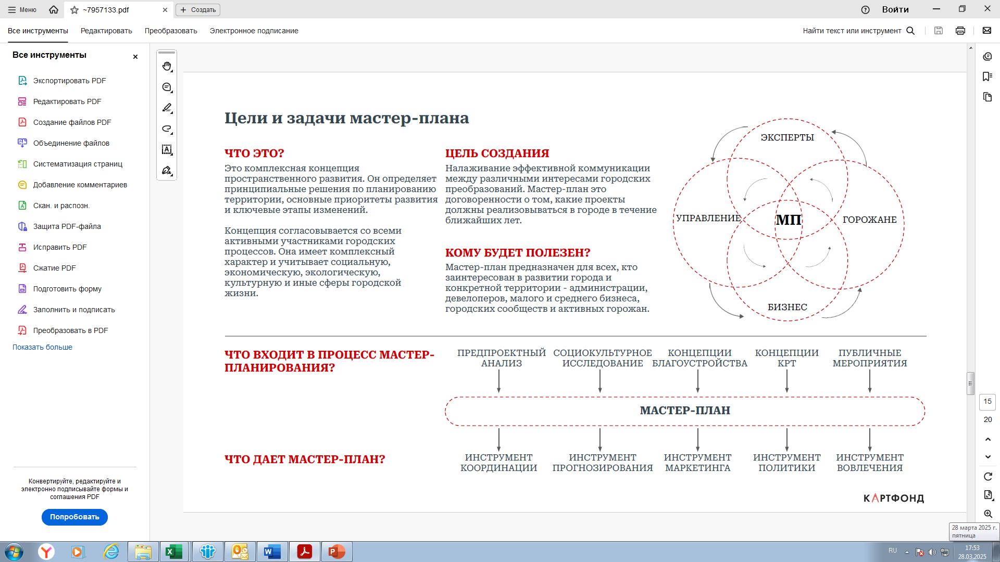 Меню
~7957133.pdf
Создать
Войти
Все инструменты
Редактировать
Преобразовать
Электронное подписание
Найти текст или инструмент
Все инструменты
Экспортировать PDF
Редактировать PDF
Создание файлов PDF
Объединение файлов
Систематизация страниц
Добавление комментариев
Скан. и распозн.
Защита PDF-файла
Исправить PDF
Сжатие PDF
Подготовить форму
Заполнить и подписать
Преобразовать в PDF
Показать больше
Конвертируйте, редактируйте и
электронно подписывайте формы и
соглашения PDF
Попробовать
Цели и задачи мастер-плана
ЧТО ЭТО?
Это комплексная концепция
пространственного развития. Он определяет
принципиальные решения по планированию
территории, основные приоритеты развития
и ключевые этапы изменений.
Концепция согласовывается со всеми
активными участниками городских
процессов. Она имеет комплексный
характер и учитывает социальную,
экономическую, экологическую,
культурную и иные сферы городской
жизни.
ЦЕЛЬ СОЗДАНИЯ
Налаживание эффективной коммуникации
между различными интересами городских
преобразований. Мастер-план это
договоренности о том, какие проекты
должны реализовываться в городе в течение
ближайших лет.
КОМУ БУДЕТ ПОЛЕЗЕН?
Мастер-план предназначен для всех, кто
заинтересован в развитии города и
конкретной территории - администрации,
девелоперов, малого и среднего бизнеса,
городских сообществ и активных горожан.
ЭКСПЕРТЫ
УПРАВЛЕНИЕ
МП
ГОРОЖАНЕ
БИЗНЕС
ЧТО ВХОДИТ В ПРОЦЕСС МАСТЕР-
ПЛАНИРОВАНИЯ?
ПРЕДПРОЕКТНЫЙ
АНАЛИЗ
СОЦИОКУЛЬТУРНОЕ
ИССЛЕДОВАНИЕ
КОНЦЕПЦИИ
БЛАГОУСТРОЙСТВА
КОНЦЕПЦИИ
КРТ
ПУБЛИЧНЫЕ
МЕРОПРИЯТИЯ
МАСТЕР-ПЛАН
ЧТО ДАЕТ МАСТЕР-ПЛАН?
ИНСТРУМЕНТ
КООРДИНАЦИИ
ИНСТРУМЕНТ
ПРОГНОЗИРОВАНИЯ
ИНСТРУМЕНТ
МАРКЕТИНГА
ИНСТРУМЕНТ
ПОЛИТИКИ
ИНСТРУМЕНТ
ВОВЛЕЧЕНИЯ
КАРТФОНД
15
20
28 марта 2025 г.
пятница
RU
17:53
28.03.2025